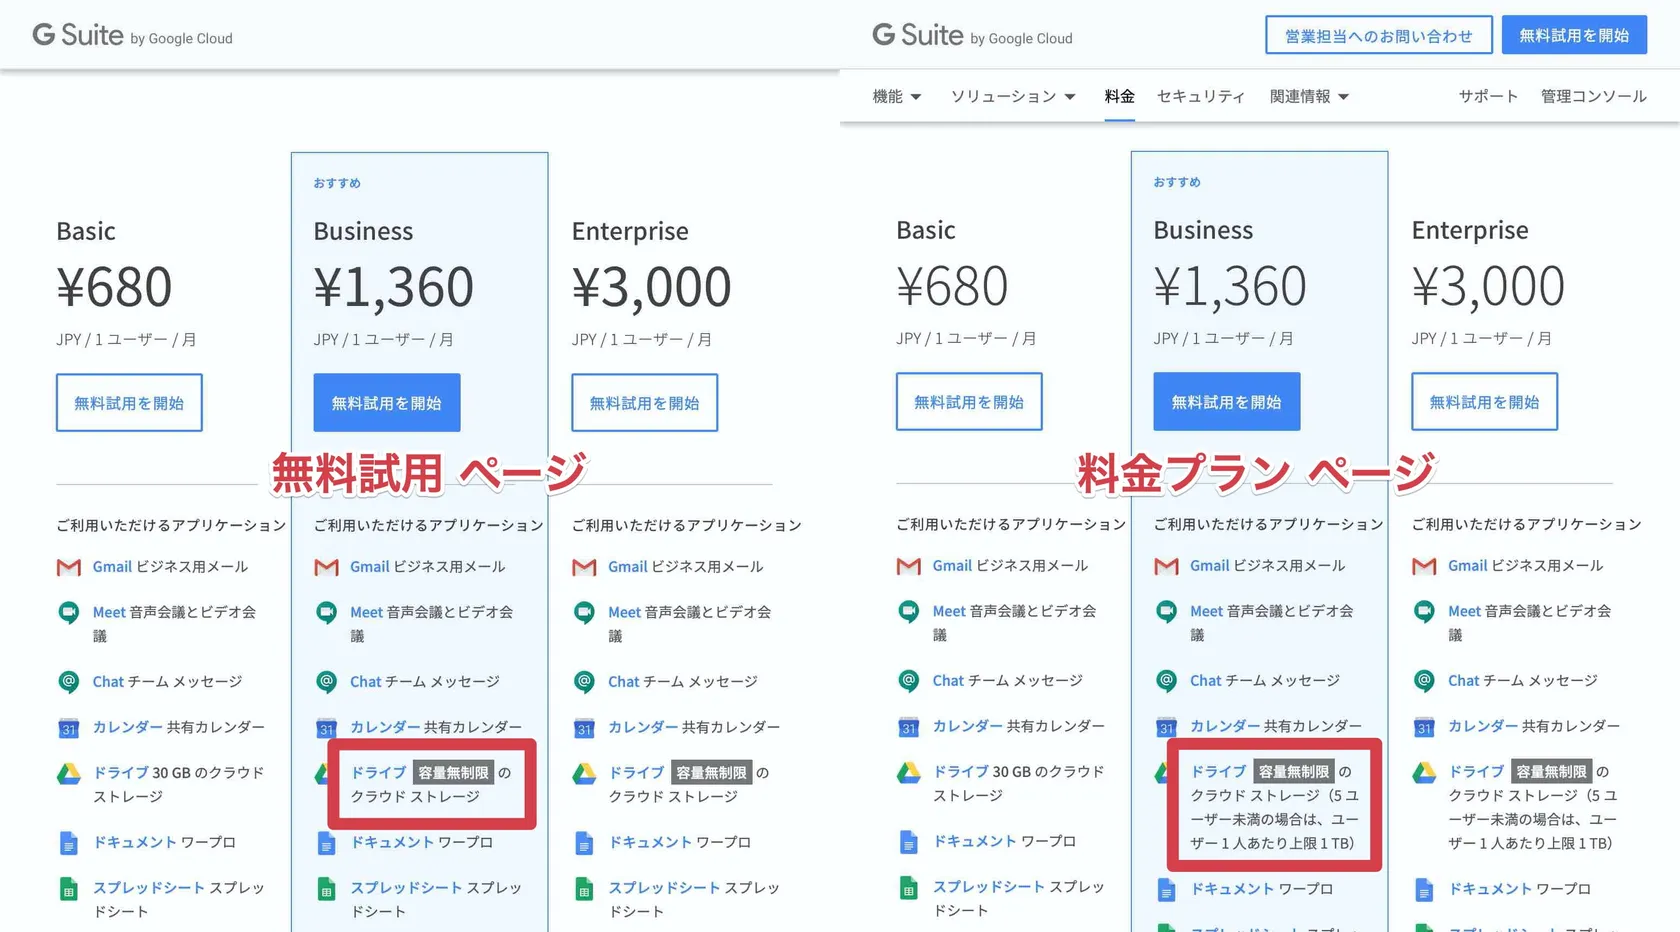 G Suite by Google Cloud
おすすめ
Basic
¥680
JPY / 1 ユーザー / 月
無料試用を開始
Business
¥1,360
JPY / 1 ユーザー / 月
無料試用を開始
Enterprise
¥3,000
JPY / 1 ユーザー / 月
無料試用を開始
無料試用 ページ
ご利用いただけるアプリケーション
Gmail ビジネス用メール
Meet 音声会議とビデオ会
議
Chat チーム メッセージ
カレンダー 共有カレンダー
ドライブ 30 GB のクラウド
ストレージ
ドキュメント ワープロ
スプレッドシート スプレッ
ドシート
ご利用いただけるアプリケーション
Gmail ビジネス用メール
Meet 音声会議とビデオ会
議
Chat チーム メッセージ
カレンダー 共有カレンダー
ドライブ 容量無制限 の
クラウド ストレージ
ドキュメント ワープロ
スプレッドシート スプレッ
ドシート
ご利用いただけるアプリケーション
Gmail ビジネス用メール
Meet 音声会議とビデオ会
議
Chat チーム メッセージ
カレンダー 共有カレンダー
ドライブ 容量無制限 の
クラウド ストレージ
ドキュメント ワープロ
スプレッドシート スプレッ
ドシート
G Suite by Google Cloud
営業担当へのお問い合わせ
無料試用を開始
機能 ソリューション 料金 セキュリティ 関連情報 サポート 管理コンソール
おすすめ
Basic
¥680
JPY / 1 ユーザー / 月
無料試用を開始
Business
¥1,360
JPY / 1 ユーザー / 月
無料試用を開始
Enterprise
¥3,000
JPY / 1 ユーザー / 月
無料試用を開始
料金プラン ページ
ご利用いただけるアプリケーション
Gmail ビジネス用メール
Meet 音声会議とビデオ会
議
Chat チーム メッセージ
カレンダー 共有カレンダー
ドライブ 30 GB のクラウド
ストレージ
ドキュメント ワープロ
スプレッドシート スプレッ
ドシート
ご利用いただけるアプリケーション
Gmail ビジネス用メール
Meet 音声会議とビデオ会
議
Chat チーム メッセージ
カレンダー 共有カレンダー
ドライブ 容量無制限 の
クラウド ストレージ（5 ユ
ーザー未満の場合は、ユー
ザー 1 人あたり上限 1 TB）
ドキュメント ワープロ
ご利用いただけるアプリケーション
Gmail ビジネス用メール
Meet 音声会議とビデオ会
議
Chat チーム メッセージ
カレンダー 共有カレンダー
ドライブ 容量無制限 の
クラウド ストレージ（5 ユ
ーザー未満の場合は、ユー
ザー 1 人あたり上限 1 TB）
ドキュメント ワープロ